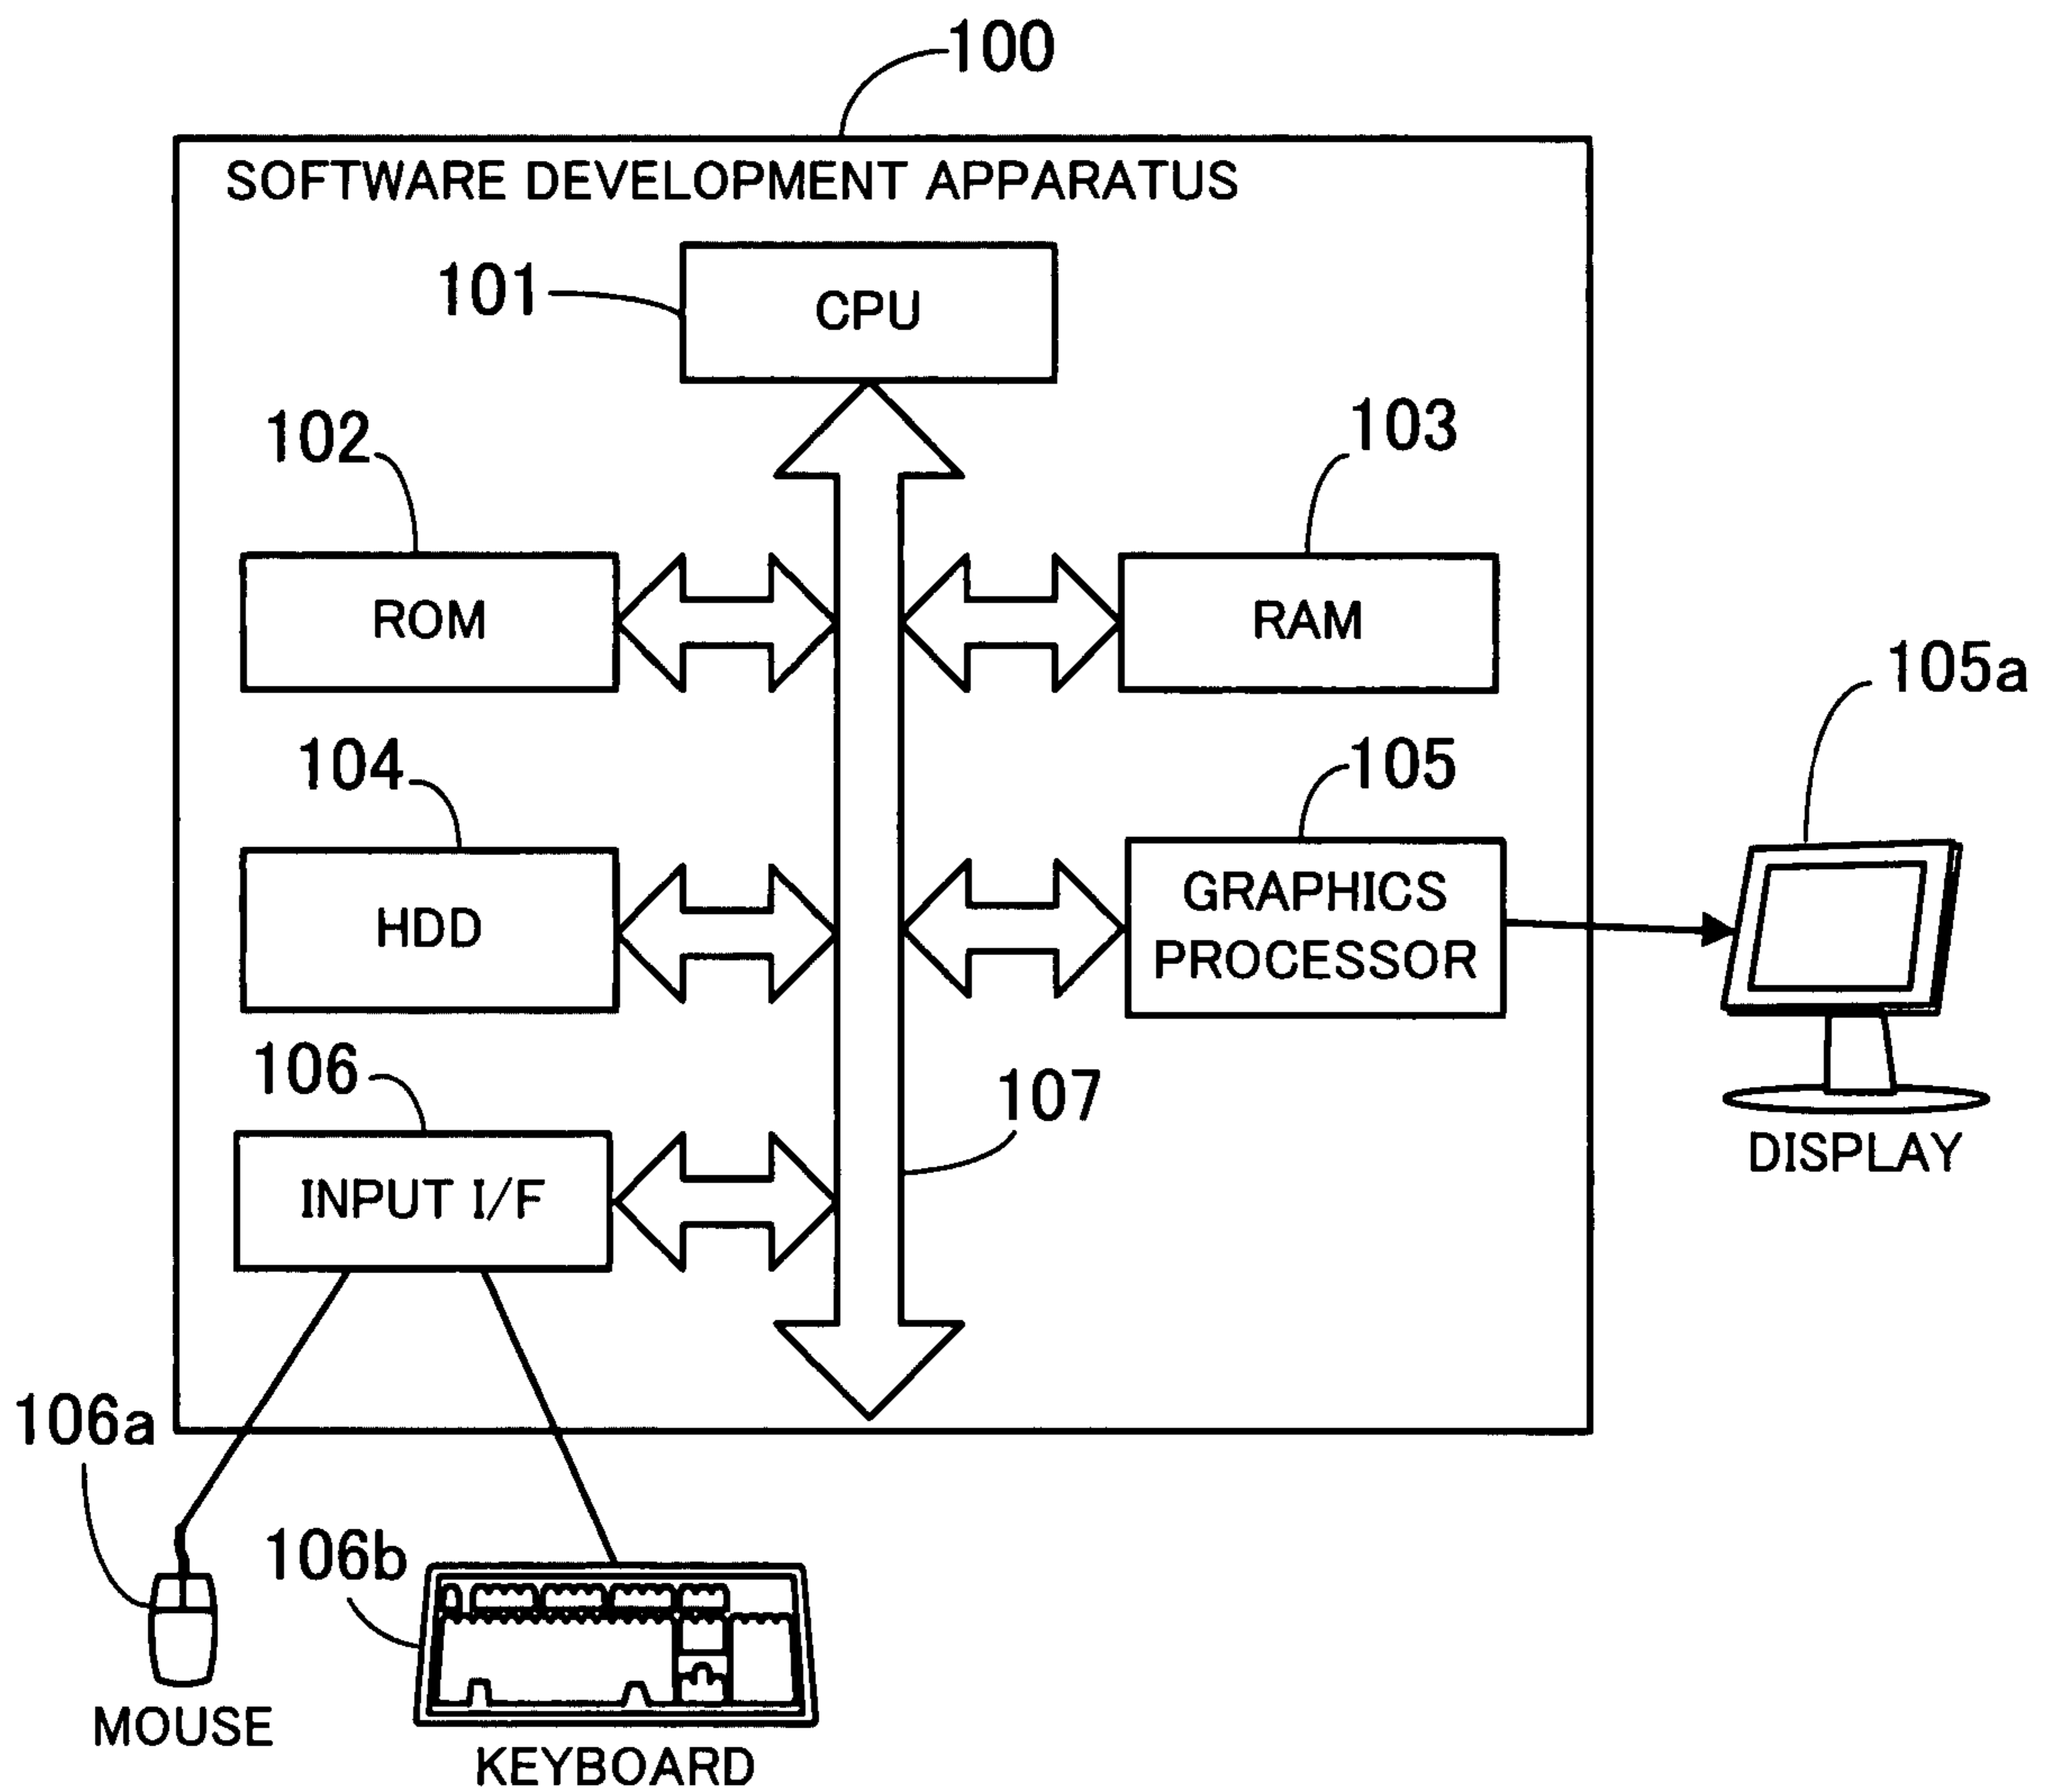 100
SOFTWARE DEVELOPMENT APPARATUS
101
CPU
102
103
ROM
RAM
105a
104
105
HDD
GRAPHICS
PROCESSOR
106
107
DISPLAY
INPUT I/F
106a
106b
MOUSE
KEYBOARD